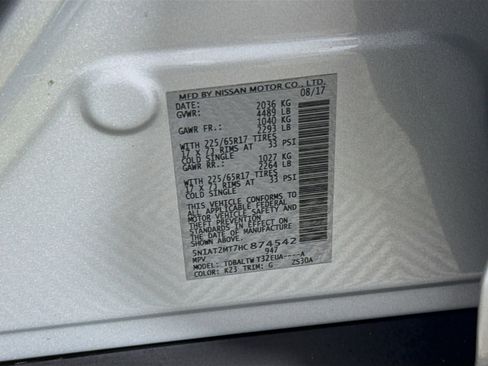 MFD BY NISSAN MOTOR CO., LTD.
DATE: 08/17
GVWR: 2036 KG
4489 LB
GAWR FR.: 1040 KG
2293 LB
WITH 225/65R17 TIRES
17 X 7J RIMS AT 33 PSI
COLD SINGLE
GAWR RR.: 1027 KG
2264 LB
WITH 225/65R17 TIRES
17 X 7J RIMS AT 33 PSI
COLD SINGLE
THIS VEHICLE CONFORMS TO
ALL APPLICABLE FEDERAL
MOTOR VEHICLE SAFETY AND
THEFT PREVENTION
STANDARDS IN EFFECT ON
THE DATE OF MANUFACTURE
SHOWN ABOVE.
5N1AT2MT7HC874542
MPV 947
MODEL: TDBALTW T32EUA----A
COLOR: K23 TRIM: G 2S30A